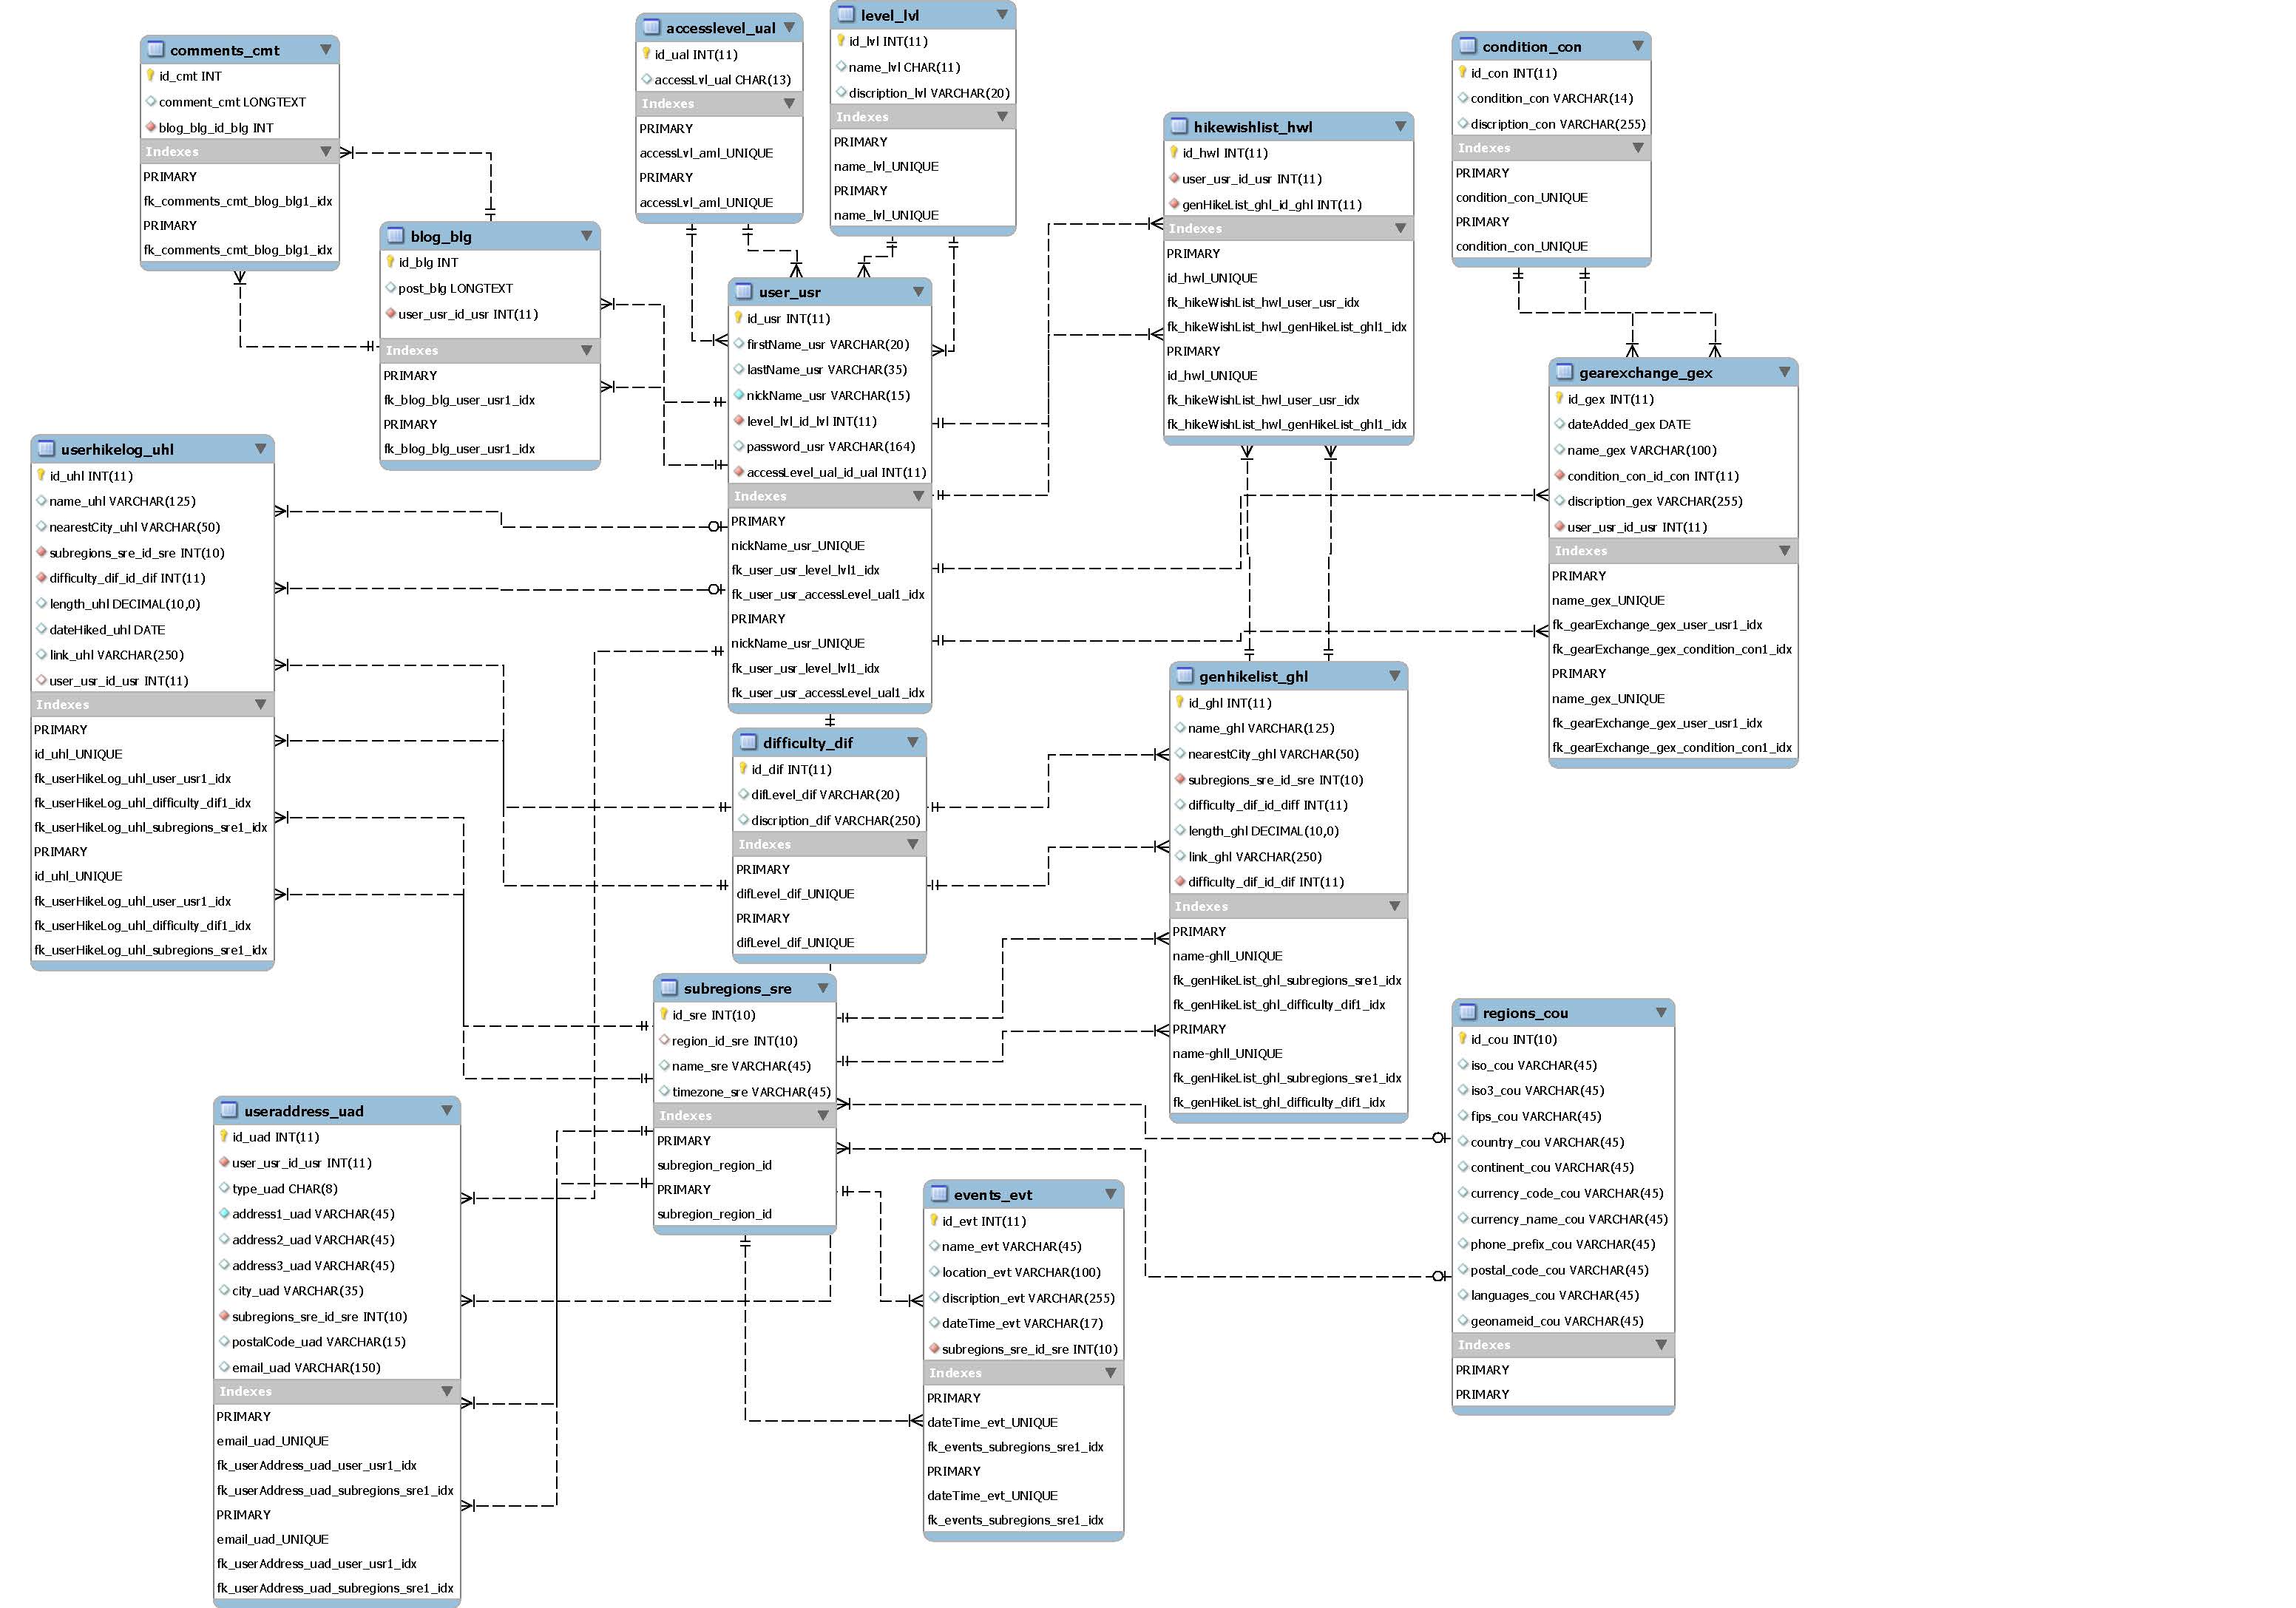 comments_cmt
id_cmt INT
comment_cmt LONGTEXT
blog_blg_id_blg INT
Indexes
PRIMARY
fk_comments_cmt_blog_blg1_idx
PRIMARY
fk_comments_cmt_blog_blg1_idx
accesslevel_ual
id_ual INT(11)
accessLvl_ual CHAR(13)
Indexes
PRIMARY
accessLvl_aml_UNIQUE
PRIMARY
accessLvl_aml_UNIQUE
level_lvl
id_lvl INT(11)
name_lvl CHAR(11)
discription_lvl VARCHAR(20)
Indexes
PRIMARY
name_lvl_UNIQUE
PRIMARY
name_lvl_UNIQUE
hikewishlist_hwl
id_hwl INT(11)
user_usr_id_usr INT(11)
genHikeList_ghl_id_ghl INT(11)
Indexes
PRIMARY
id_hwl_UNIQUE
fk_hikeWishList_hwl_user_usr_idx
fk_hikeWishList_hwl_genHikeList_ghl1_idx
PRIMARY
id_hwl_UNIQUE
fk_hikeWishList_hwl_user_usr_idx
fk_hikeWishList_hwl_genHikeList_ghl1_idx
condition_con
id_con INT(11)
condition_con VARCHAR(14)
discription_con VARCHAR(255)
Indexes
PRIMARY
condition_con_UNIQUE
PRIMARY
condition_con_UNIQUE
blog_blg
id_blg INT
post_blg LONGTEXT
user_usr_id_usr INT(11)
Indexes
PRIMARY
fk_blog_blg_user_usr1_idx
PRIMARY
fk_blog_blg_user_usr1_idx
user_usr
id_usr INT(11)
firstName_usr VARCHAR(20)
lastName_usr VARCHAR(35)
nickName_usr VARCHAR(15)
level_lvl_id_lvl INT(11)
password_usr VARCHAR(164)
accessLevel_ual_id_ual INT(11)
Indexes
PRIMARY
nickName_usr_UNIQUE
fk_user_usr_level_lvl1_idx
fk_user_usr_accessLevel_ual1_idx
PRIMARY
nickName_usr_UNIQUE
fk_user_usr_level_lvl1_idx
fk_user_usr_accessLevel_ual1_idx
gearexchange_gex
id_gex INT(11)
dateAdded_gex DATE
name_gex VARCHAR(100)
condition_con_id_con INT(11)
discription_gex VARCHAR(255)
user_usr_id_usr INT(11)
Indexes
PRIMARY
name_gex_UNIQUE
fk_gearExchange_gex_user_usr1_idx
fk_gearExchange_gex_condition_con1_idx
PRIMARY
name_gex_UNIQUE
fk_gearExchange_gex_user_usr1_idx
fk_gearExchange_gex_condition_con1_idx
userhikelog_uhl
id_uhl INT(11)
name_uhl VARCHAR(125)
nearestCity_uhl VARCHAR(50)
subregions_sre_id_sre INT(10)
difficulty_dif_id_dif INT(11)
length_uhl DECIMAL(10,0)
dateHiked_uhl DATE
link_uhl VARCHAR(250)
user_usr_id_usr INT(11)
Indexes
PRIMARY
id_uhl_UNIQUE
fk_userHikeLog_uhl_user_usr1_idx
fk_userHikeLog_uhl_difficulty_dif1_idx
fk_userHikeLog_uhl_subregions_sre1_idx
PRIMARY
id_uhl_UNIQUE
fk_userHikeLog_uhl_user_usr1_idx
fk_userHikeLog_uhl_difficulty_dif1_idx
fk_userHikeLog_uhl_subregions_sre1_idx
difficulty_dif
id_dif INT(11)
difLevel_dif VARCHAR(20)
discription_dif VARCHAR(250)
Indexes
PRIMARY
difLevel_dif_UNIQUE
PRIMARY
difLevel_dif_UNIQUE
genhikelist_ghl
id_ghl INT(11)
name_ghl VARCHAR(125)
nearestCity_ghl VARCHAR(50)
subregions_sre_id_sre INT(10)
difficulty_dif_id_diff INT(11)
length_ghl DECIMAL(10,0)
link_ghl VARCHAR(250)
difficulty_dif_id_dif INT(11)
Indexes
PRIMARY
name-ghll_UNIQUE
fk_genHikeList_ghl_subregions_sre1_idx
fk_genHikeList_ghl_difficulty_dif1_idx
PRIMARY
name-ghll_UNIQUE
fk_genHikeList_ghl_subregions_sre1_idx
fk_genHikeList_ghl_difficulty_dif1_idx
subregions_sre
id_sre INT(10)
region_id_sre INT(10)
name_sre VARCHAR(45)
timezone_sre VARCHAR(45)
Indexes
PRIMARY
subregion_region_id
PRIMARY
subregion_region_id
regions_cou
id_cou INT(10)
iso_cou VARCHAR(45)
iso3_cou VARCHAR(45)
fips_cou VARCHAR(45)
country_cou VARCHAR(45)
continent_cou VARCHAR(45)
currency_code_cou VARCHAR(45)
currency_name_cou VARCHAR(45)
phone_prefix_cou VARCHAR(45)
postal_code_cou VARCHAR(45)
languages_cou VARCHAR(45)
geonameid_cou VARCHAR(45)
Indexes
PRIMARY
PRIMARY
useraddress_uad
id_uad INT(11)
user_usr_id_usr INT(11)
type_uad CHAR(8)
address1_uad VARCHAR(45)
address2_uad VARCHAR(45)
address3_uad VARCHAR(45)
city_uad VARCHAR(35)
subregions_sre_id_sre INT(10)
postalCode_uad VARCHAR(15)
email_uad VARCHAR(150)
Indexes
PRIMARY
email_uad_UNIQUE
fk_userAddress_uad_user_usr1_idx
fk_userAddress_uad_subregions_sre1_idx
PRIMARY
email_uad_UNIQUE
fk_userAddress_uad_user_usr1_idx
fk_userAddress_uad_subregions_sre1_idx
events_evt
id_evt INT(11)
name_evt VARCHAR(45)
location_evt VARCHAR(100)
discription_evt VARCHAR(255)
dateTime_evt VARCHAR(17)
subregions_sre_id_sre INT(10)
Indexes
PRIMARY
dateTime_evt_UNIQUE
fk_events_subregions_sre1_idx
PRIMARY
dateTime_evt_UNIQUE
fk_events_subregions_sre1_idx